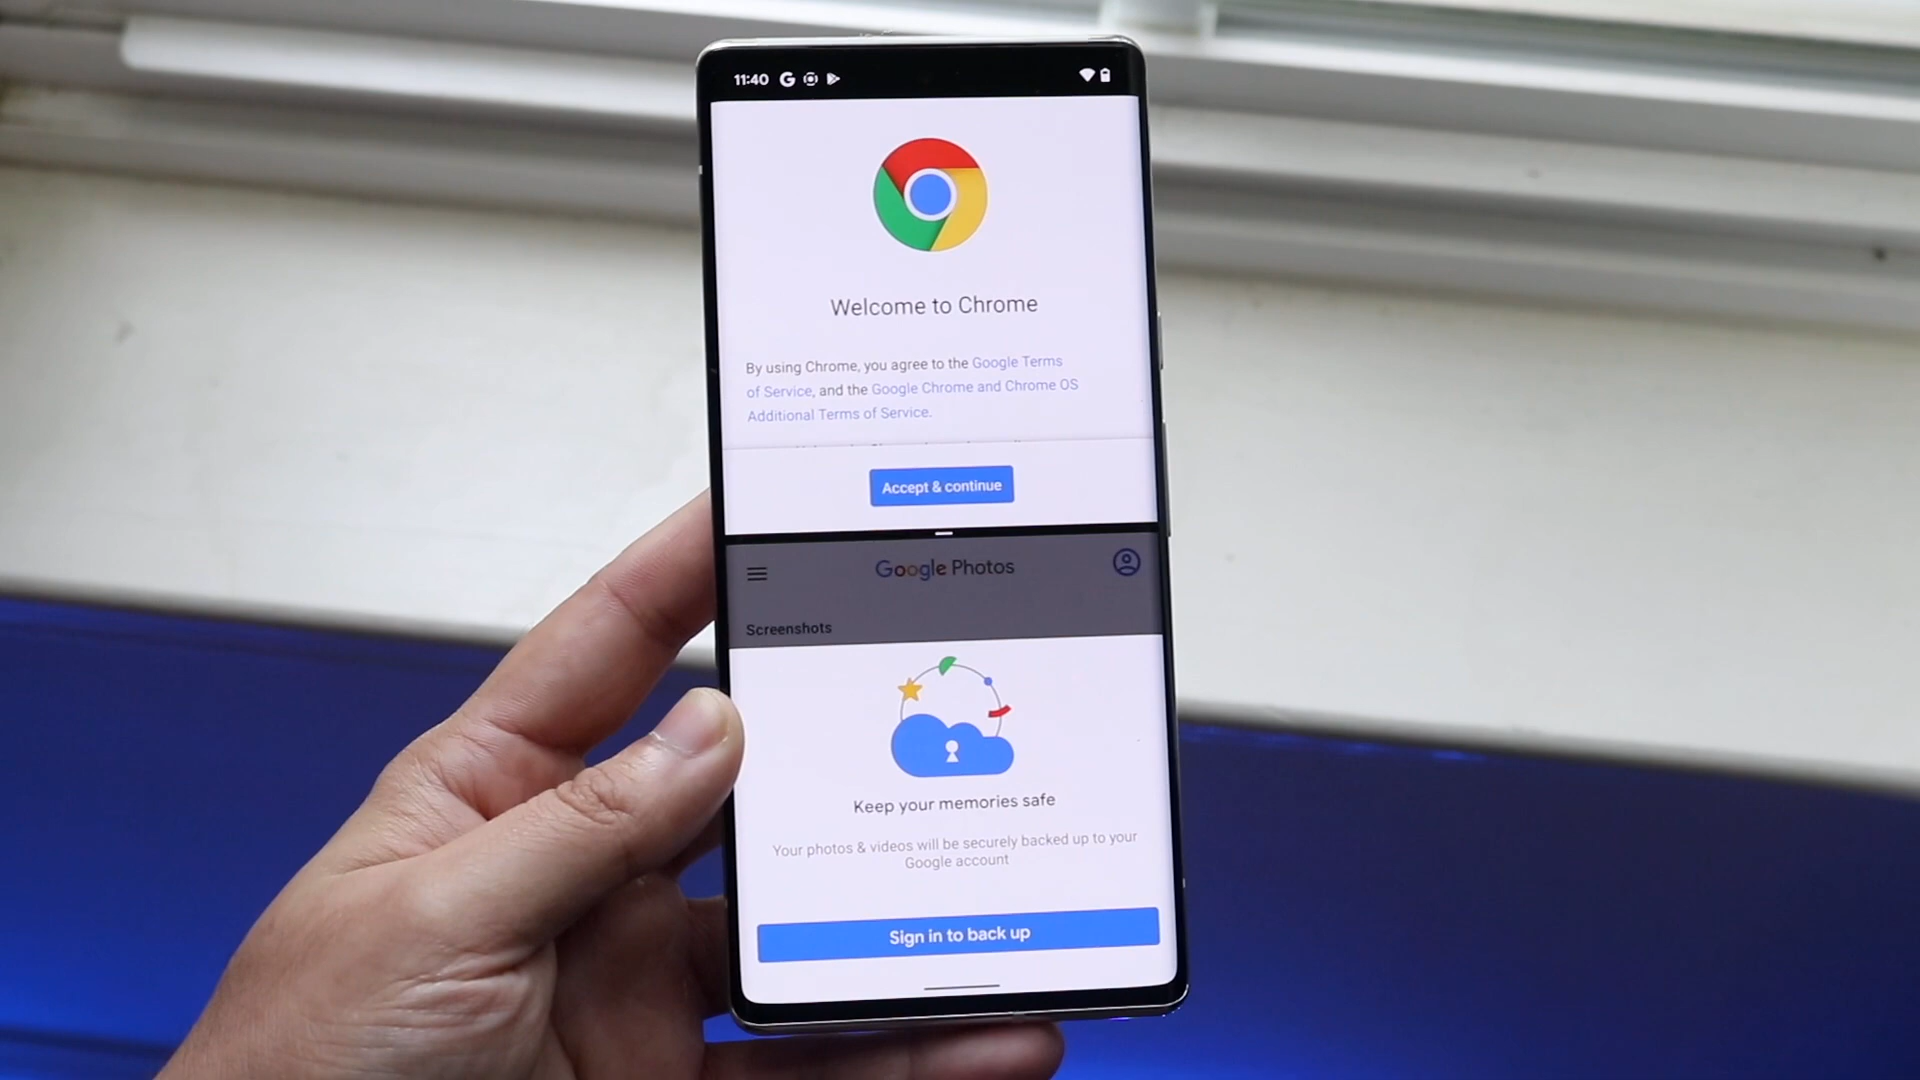 11:40
Welcome to Chrome
By using Chrome, you agree to the Google Terms
of Service, and the Google Chrome and Chrome OS
Additional Terms of Service.
Accept & continue
Google Photos
Screenshots
Keep your memories safe
Your photos & videos will be securely backed up to your
Google account
Sign in to back up